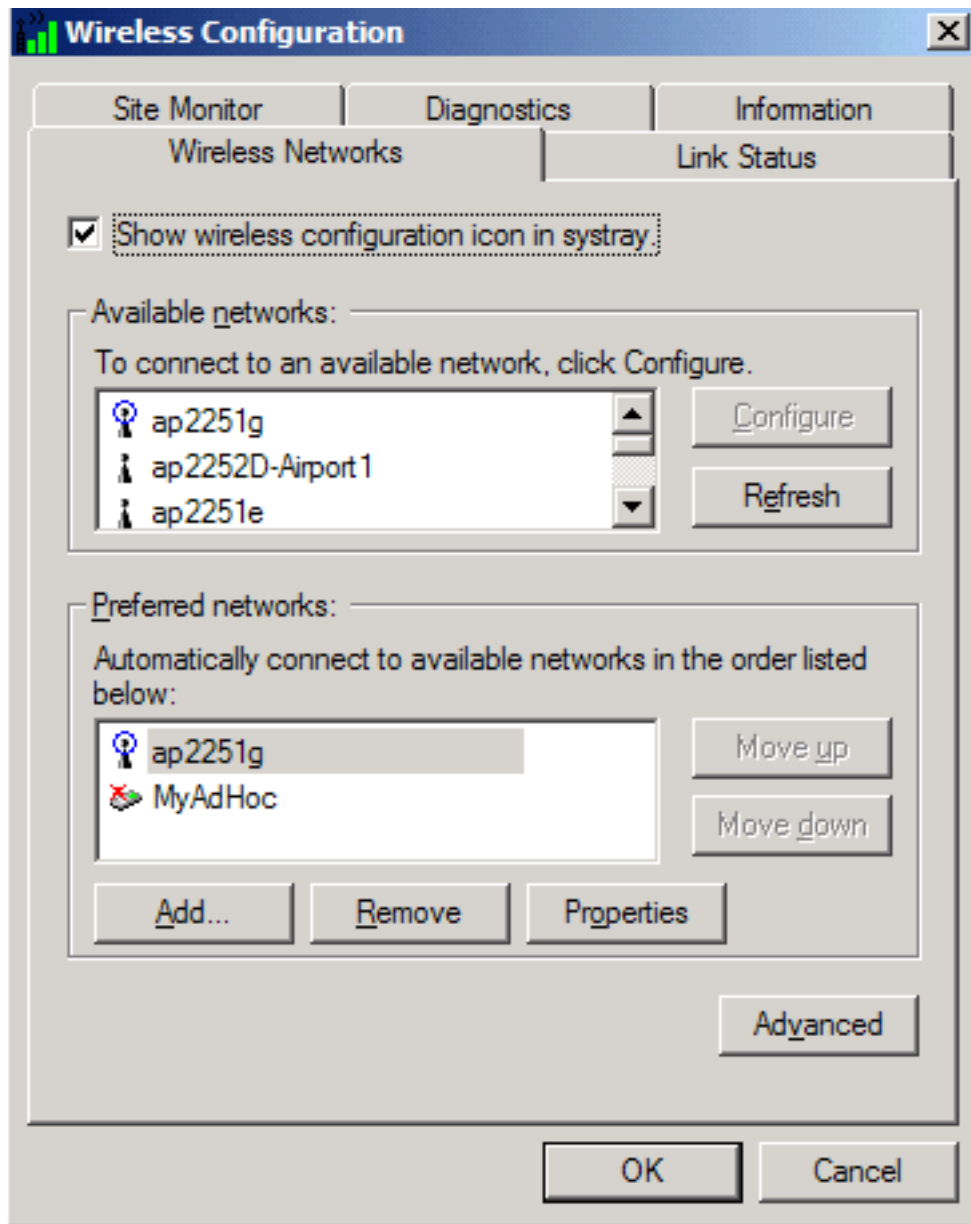 Wireless Configuration
Site Monitor
Diagnostics
Information
Wireless Networks
Link Status
Show wireless configuration icon in systray.
Available networks:
To connect to an available network, click Configure.
ap2251g
ap2252D-Airport1
ap2251e
Configure
Refresh
Preferred networks:
Automatically connect to available networks in the order listed
below:
ap2251g
MyAdHoc
Move up
Move down
Add...
Remove
Properties
Advanced
OK
Cancel